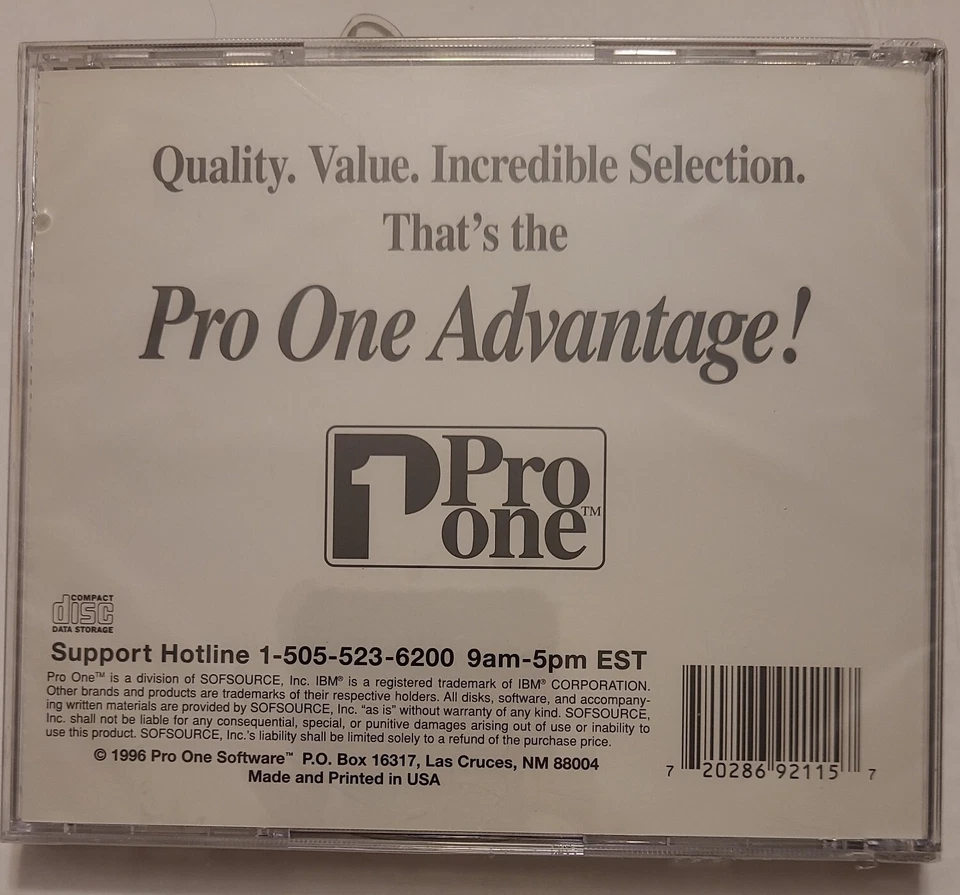 Quality. Value. Incredible Selection.
That's the
Pro One Advantage!
1 Pro
one™
COMPACT
disc
DATA STORAGE
Support Hotline 1-505-523-6200 9am-5pm EST
Pro One™ is a division of SOFSOURCE, Inc. IBM® is a registered trademark of IBM® CORPORATION.
Other brands and products are trademarks of their respective holders. All disks, software, and accompany-
ing written materials are provided by SOFSOURCE, Inc. “as is” without warranty of any kind. SOFSOURCE,
Inc. shall not be liable for any consequential, special, or punitive damages arising out of use or inability to
use this product. SOFSOURCE, Inc.'s liability shall be limited solely to a refund of the purchase price.
© 1996 Pro One Software™ P.O. Box 16317, Las Cruces, NM 88004
Made and Printed in USA
7 20286 92115 7